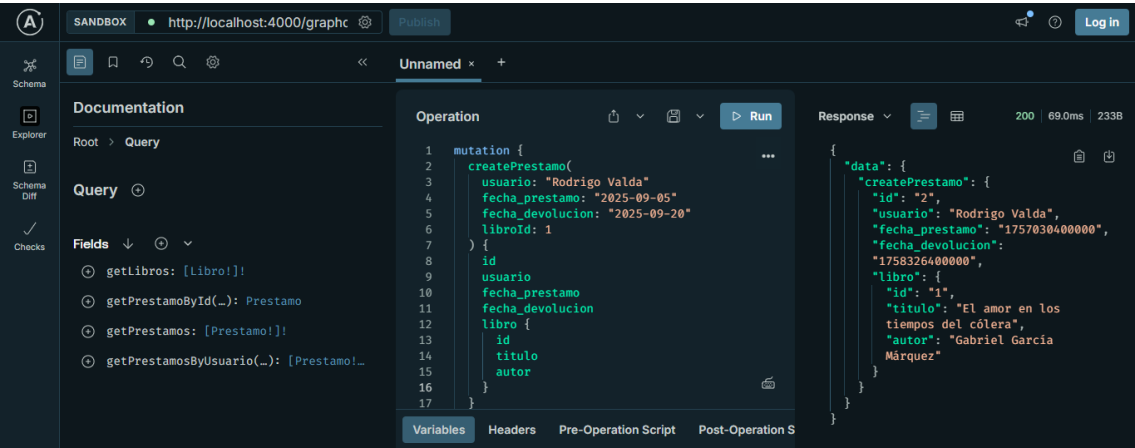 SANDBOX http://localhost:4000/grapho Publish Log in
Schema
Explorer
Schema
Diff
Checks
Documentation
Root > Query
Query
Fields
getLibros: [Libro!]!
getPrestamoById(…): Prestamo
getPrestamos: [Prestamo!]!
getPrestamosByUsuario(…): [Prestamo!…
Unnamed × +
Operation Run
1 mutation {
2 createPrestamo(
3 usuario: "Rodrigo Valda"
4 fecha_prestamo: "2025-09-05"
5 fecha_devolucion: "2025-09-20"
6 libroId: 1
7 ) {
8 id
9 usuario
10 fecha_prestamo
11 fecha_devolucion
12 libro {
13 id
14 titulo
15 autor
16 }
17 }
Variables Headers Pre-Operation Script Post-Operation S
Response 200 69.0ms 233B
{
"data": {
"createPrestamo": {
"id": "2",
"usuario": "Rodrigo Valda",
"fecha_prestamo": "1757030400000",
"fecha_devolucion":
"1758326400000",
"libro": {
"id": "1",
"titulo": "El amor en los
tiempos del cólera",
"autor": "Gabriel García
Márquez"
}
}
}
}